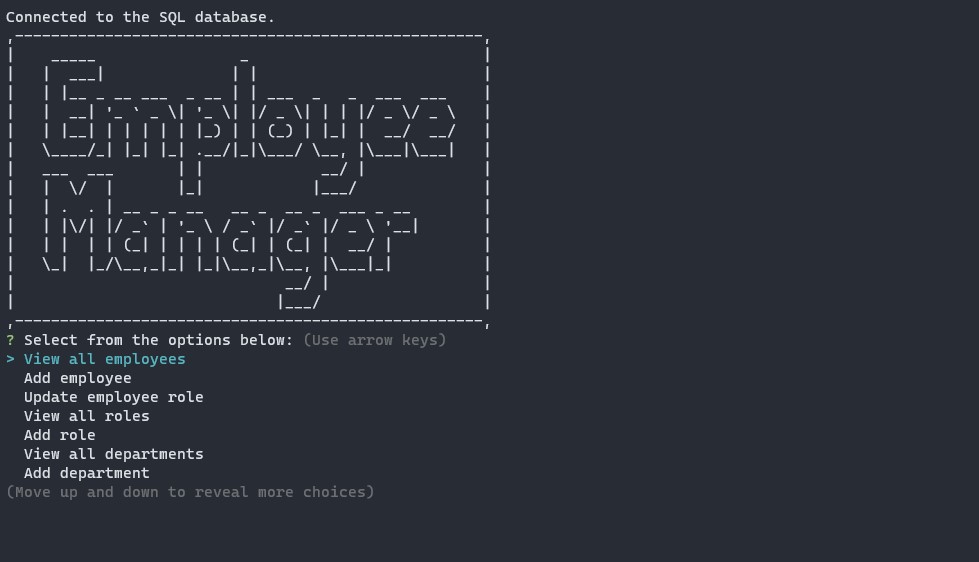 Connected to the SQL database.
Employee
Manager
? Select from the options below: (Use arrow keys)
> View all employees
Add employee
Update employee role
View all roles
Add role
View all departments
Add department
(Move up and down to reveal more choices)